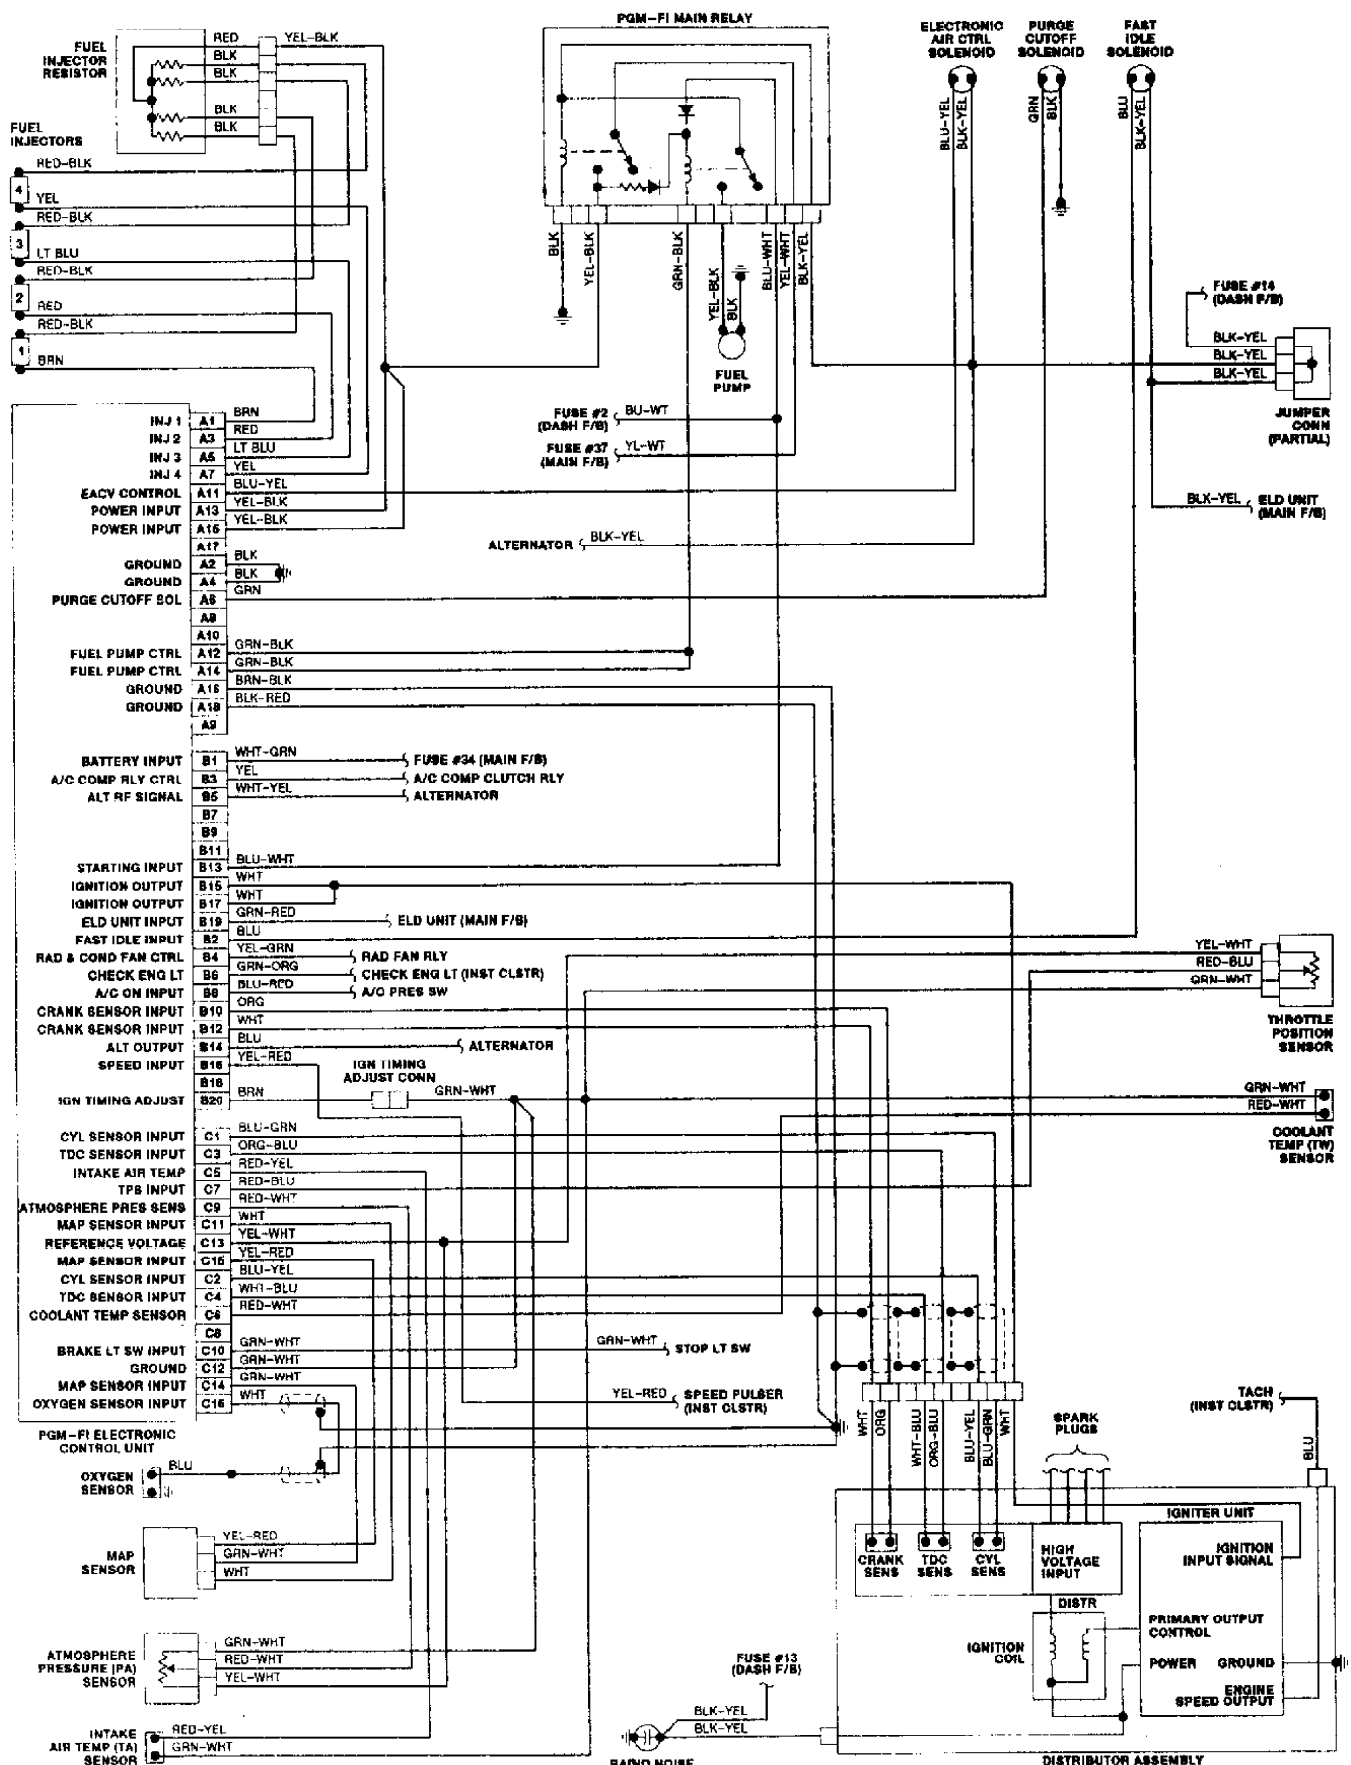 PGM-FI MAIN RELAY
ELECTRONIC
AIR CTRL
SOLENOID
PURGE
CUTOFF
SOLENOID
FAST
IDLE
SOLENOID
FUEL
INJECTOR
RESISTOR
RED
YEL-BLK
BLK
BLK
BLK
BLK
FUEL
INJECTORS
RED-BLK
4
YEL
RED-BLK
3
LT BLU
RED-BLK
2
RED
RED-BLK
1
BRN
BLU-YEL
BLK-YEL
GRN
BLK
BLU
BLK-YEL
BLK
YEL-BLK
GRN-BLK
YEL-BLK
BLK
BLU-WHT
YEL-WHT
BLK-YEL
FUEL
PUMP
FUSE #14
(DASH F/B)
BLK-YEL
BLK-YEL
BLK-YEL
JUMPER
CONN
(PARTIAL)
FUSE #2 BU-WT
(DASH F/B)
FUSE #37 YL-WT
(MAIN F/B)
BLK-YEL ELD UNIT
(MAIN F/B)
ALTERNATOR BLK-YEL
INJ 1 A1 BRN
INJ 2 A3 RED
INJ 3 A5 LT BLU
INJ 4 A7 YEL
EACV CONTROL A11 BLU-YEL
POWER INPUT A13 YEL-BLK
POWER INPUT A15 YEL-BLK
A17
GROUND A2 BLK
GROUND A4 BLK
PURGE CUTOFF SOL A6 GRN
A8
A10
FUEL PUMP CTRL A12 GRN-BLK
FUEL PUMP CTRL A14 GRN-BLK
GROUND A16 BRN-BLK
GROUND A18 BLK-RED
A9
BATTERY INPUT B1 WHT-GRN FUSE #34 (MAIN F/B)
A/C COMP RLY CTRL B3 YEL A/C COMP CLUTCH RLY
ALT RF SIGNAL B5 WHT-YEL ALTERNATOR
B7
B9
B11
STARTING INPUT B13 BLU-WHT
IGNITION OUTPUT B15 WHT
IGNITION OUTPUT B17 WHT
ELD UNIT INPUT B19 GRN-RED ELD UNIT (MAIN F/B)
FAST IDLE INPUT B2 BLU
RAD & COND FAN CTRL B4 YEL-GRN RAD FAN RLY
CHECK ENG LT B6 GRN-ORG CHECK ENG LT (INST CLSTR)
A/C ON INPUT B8 BLU-RED A/C PRES SW
CRANK SENSOR INPUT B10 ORG
CRANK SENSOR INPUT B12 WHT
ALT OUTPUT B14 BLU ALTERNATOR
SPEED INPUT B16 YEL-RED
B18
IGN TIMING ADJUST B20 BRN
IGN TIMING
ADJUST CONN
GRN-WHT
YEL-WHT
RED-BLU
GRN-WHT
THROTTLE
POSITION
SENSOR
GRN-WHT
RED-WHT
COOLANT
TEMP (TW)
SENSOR
CYL SENSOR INPUT C1 BLU-GRN
TDC SENSOR INPUT C3 ORG-BLU
INTAKE AIR TEMP C5 RED-YEL
TPS INPUT C7 RED-BLU
ATMOSPHERE PRES SENS C9 RED-WHT
MAP SENSOR INPUT C11 WHT
REFERENCE VOLTAGE C13 YEL-WHT
MAP SENSOR INPUT C15 YEL-RED
CYL SENSOR INPUT C2 BLU-YEL
TDC SENSOR INPUT C4 WHT-BLU
COOLANT TEMP SENSOR C6 RED-WHT
C8
BRAKE LT SW INPUT C10 GRN-WHT GRN-WHT STOP LT SW
GROUND C12 GRN-WHT
MAP SENSOR INPUT C14 GRN-WHT
OXYGEN SENSOR INPUT C16 WHT
YEL-RED SPEED PULSER
(INST CLSTR)
PGM-FI ELECTRONIC
CONTROL UNIT
WHT
ORG
WHT-BLU
ORG-BLU
BLU-YEL
BLU-GRN
WHT
SPARK
PLUGS
TACH
(INST CLSTR)
BLU
OXYGEN
SENSOR
BLU
MAP
SENSOR
YEL-RED
GRN-WHT
WHT
ATMOSPHERE
PRESSURE (PA)
SENSOR
GRN-WHT
RED-WHT
YEL-WHT
INTAKE
AIR TEMP (TA)
SENSOR
RED-YEL
GRN-WHT
IGNITER UNIT
CRANK
SENS
TDC
SENS
CYL
SENS
HIGH
VOLTAGE
INPUT
IGNITION
INPUT SIGNAL
DISTR
IGNITION
COIL
PRIMARY OUTPUT
CONTROL
POWER GROUND
ENGINE
SPEED OUTPUT
FUSE #13
(DASH F/B)
BLK-YEL
BLK-YEL
RADIO NOISE
DISTRIBUTOR ASSEMBLY